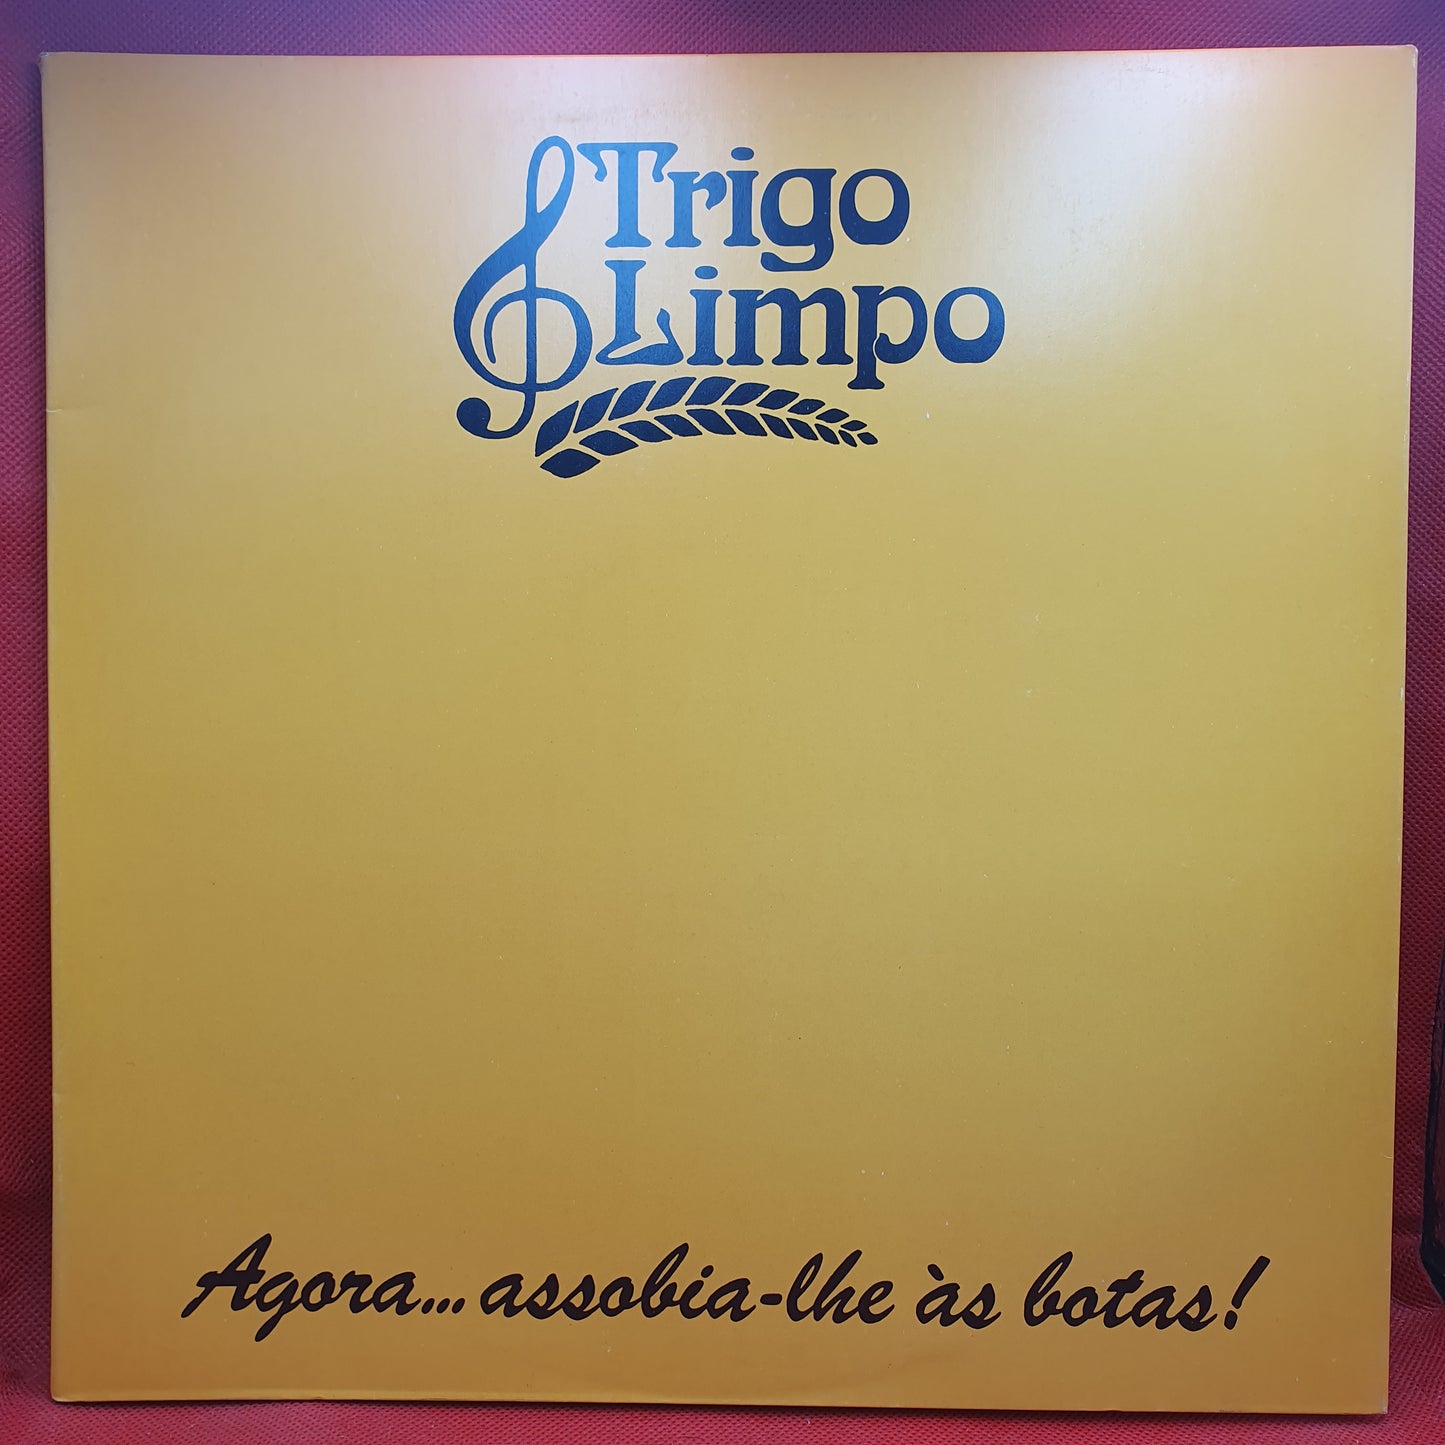 Trigo
Limpo
Agora... assobia-lhe às botas!